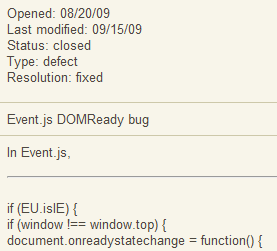 Opened: 08/20/09
Last modified: 09/15/09
Status: closed
Type: defect
Resolution: fixed
Event.js DOMReady bug
In Event.js,
if (EU.isIE) {
if (window !== window.top) {
document.onreadystatechange = function() {